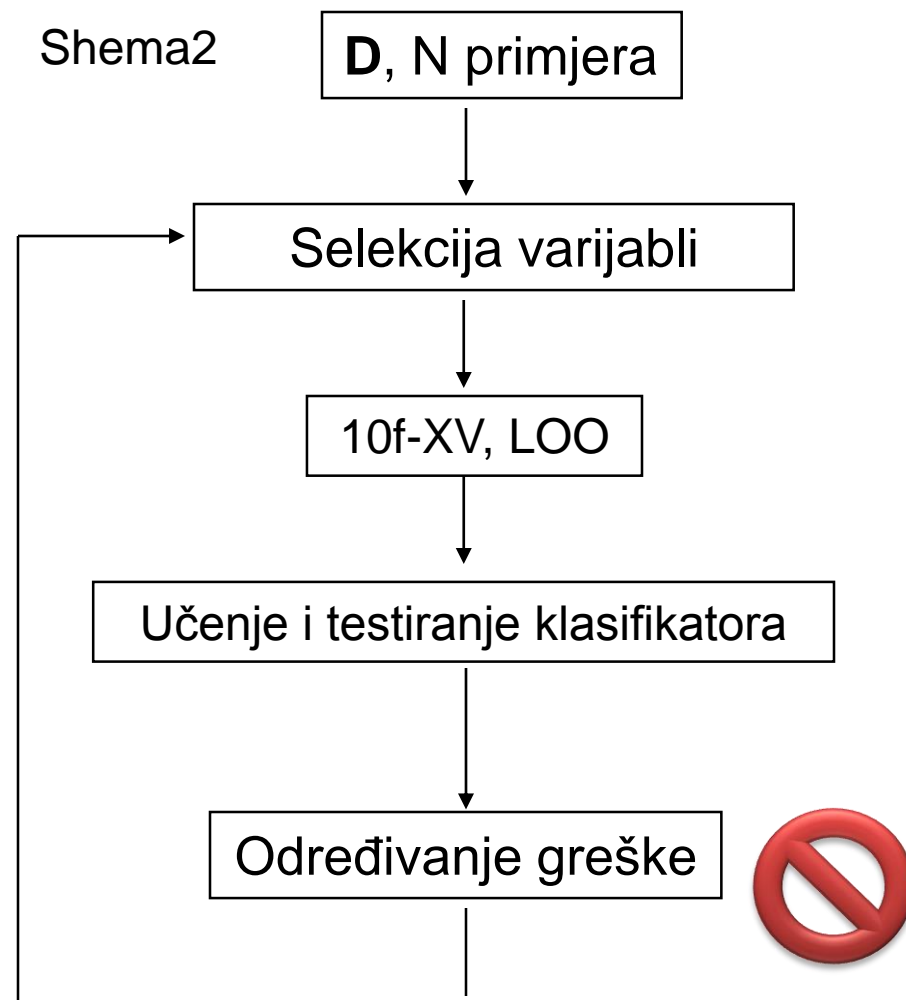 Shema2
D, N primjera
Selekcija varijabli
10f-XV, LOO
Učenje i testiranje klasifikatora
Određivanje greške